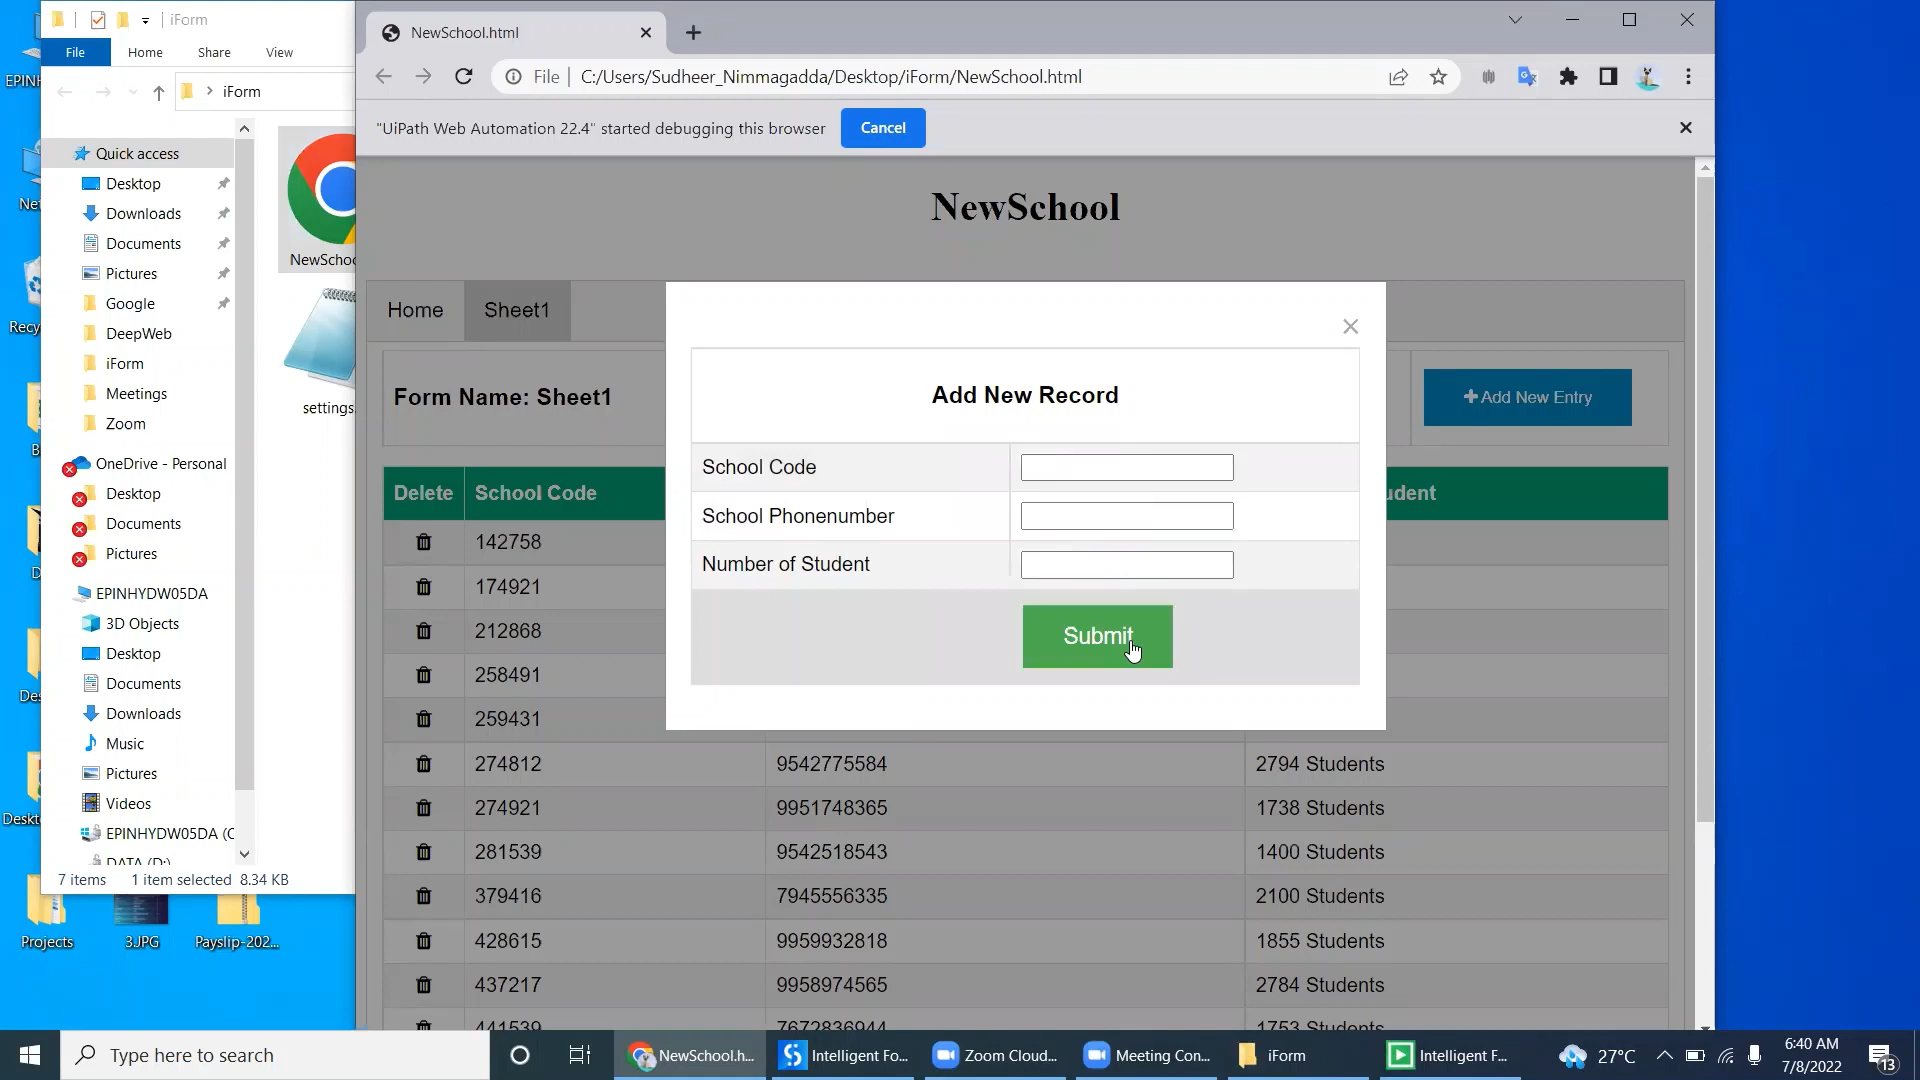 iForm
File Home Share View
iForm
Quick access
Desktop
Downloads
Documents
Pictures
Google
DeepWeb
iForm
Meetings
Zoom
OneDrive - Personal
Desktop
Documents
Pictures
EPINHYDW05DA
3D Objects
Desktop
Documents
Downloads
Music
Pictures
Videos
EPINHYDW05DA (C
DATA (D:)
7 items 1 item selected 8.34 KB
NewSchoo
settings
Projects
3.JPG
Payslip-202...
NewSchool.html
File C:/Users/Sudheer_Nimmagadda/Desktop/iForm/NewSchool.html
"UiPath Web Automation 22.4" started debugging this browser Cancel
NewSchool
Home Sheet1
Form Name: Sheet1
Add New Entry
Add New Record
School Code
School Phonenumber
Number of Student
Submit
Delete School Code udent
142758
174921
212868
258491
259431
274812 9542775584 2794 Students
274921 9951748365 1738 Students
281539 9542518543 1400 Students
379416 7945556335 2100 Students
428615 9959932818 1855 Students
437217 9958974565 2784 Students
441539 7672836944 1753 Students
Type here to search
NewSchool.h...
Intelligent Fo...
Zoom Cloud...
Meeting Con...
iForm
Intelligent F...
27°C
6:40 AM
7/8/2022
13